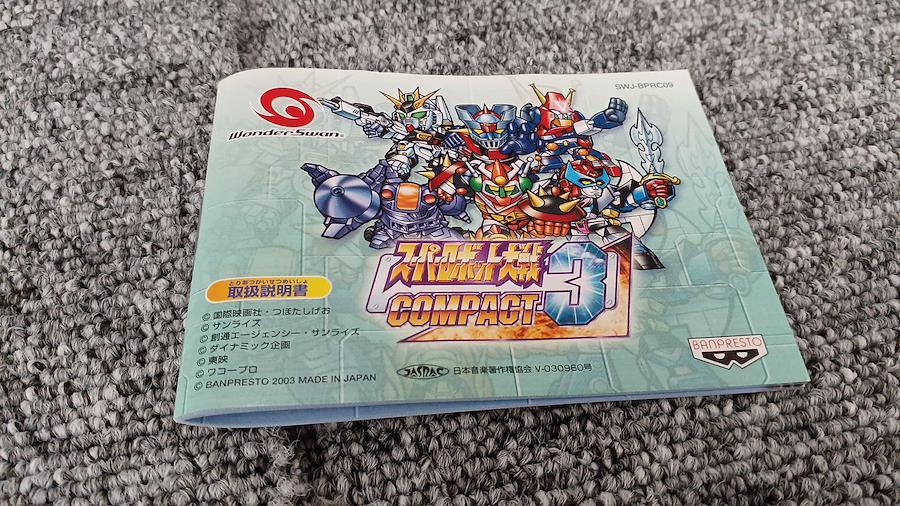 SWJ-BPRC09
WonderSwan
スーパーロボット大戦
COMPACT 3
とりあつかいせつめいしょ
取扱説明書
© 国際映画社・つぼたしげお
© サンライズ
© 創通エージェンシー・サンライズ
© ダイナミック企画
© 東映
© ワコープロ
© BANPRESTO 2003 MADE IN JAPAN
JASRAC 日本音楽著作権協会 V-030960号
BANPRESTO